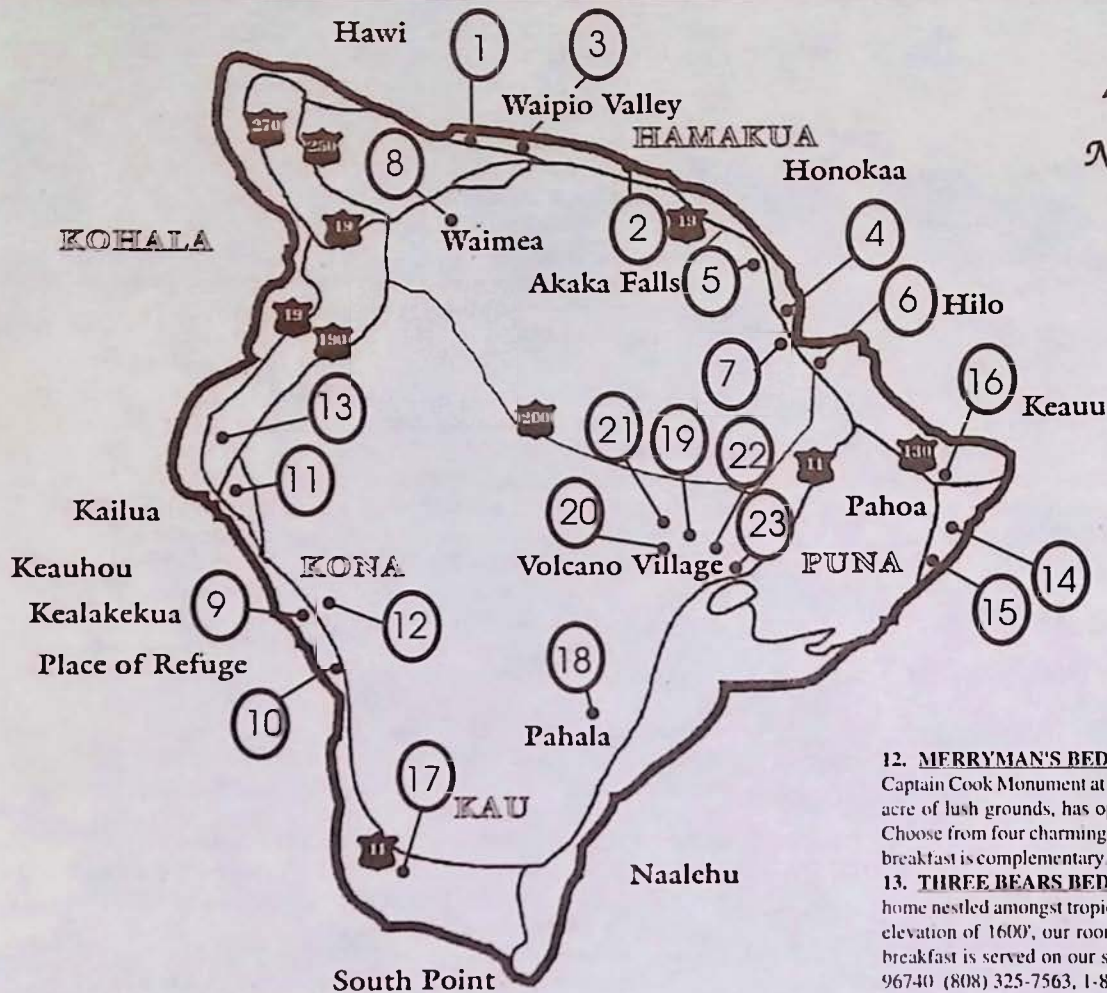 Hawi
1
3
Waipio Valley
HAMAKUA
270
250
8
Honokaa
19
Waimea
2
19
4
KOHALA
Akaka Falls
5
6
Hilo
19
190
7
16
Keauu
13
200
21
19
22
11
130
11
Pahoa
Kailua
20
23
Volcano Village
PUNA
14
Keauhou
KONA
9
12
15
Kealakekua
Place of Refuge
18
10
Pahala
17
KAU
11
Naalehu
South Point
12. MERRYMAN'S BED
Captain Cook Monument at
acre of lush grounds, has
Choose from four charming
breakfast is complementary
13. THREE BEARS BED
home nestled amongst
elevation of 1600', our
breakfast is served on our
96740 (808) 325-7563,